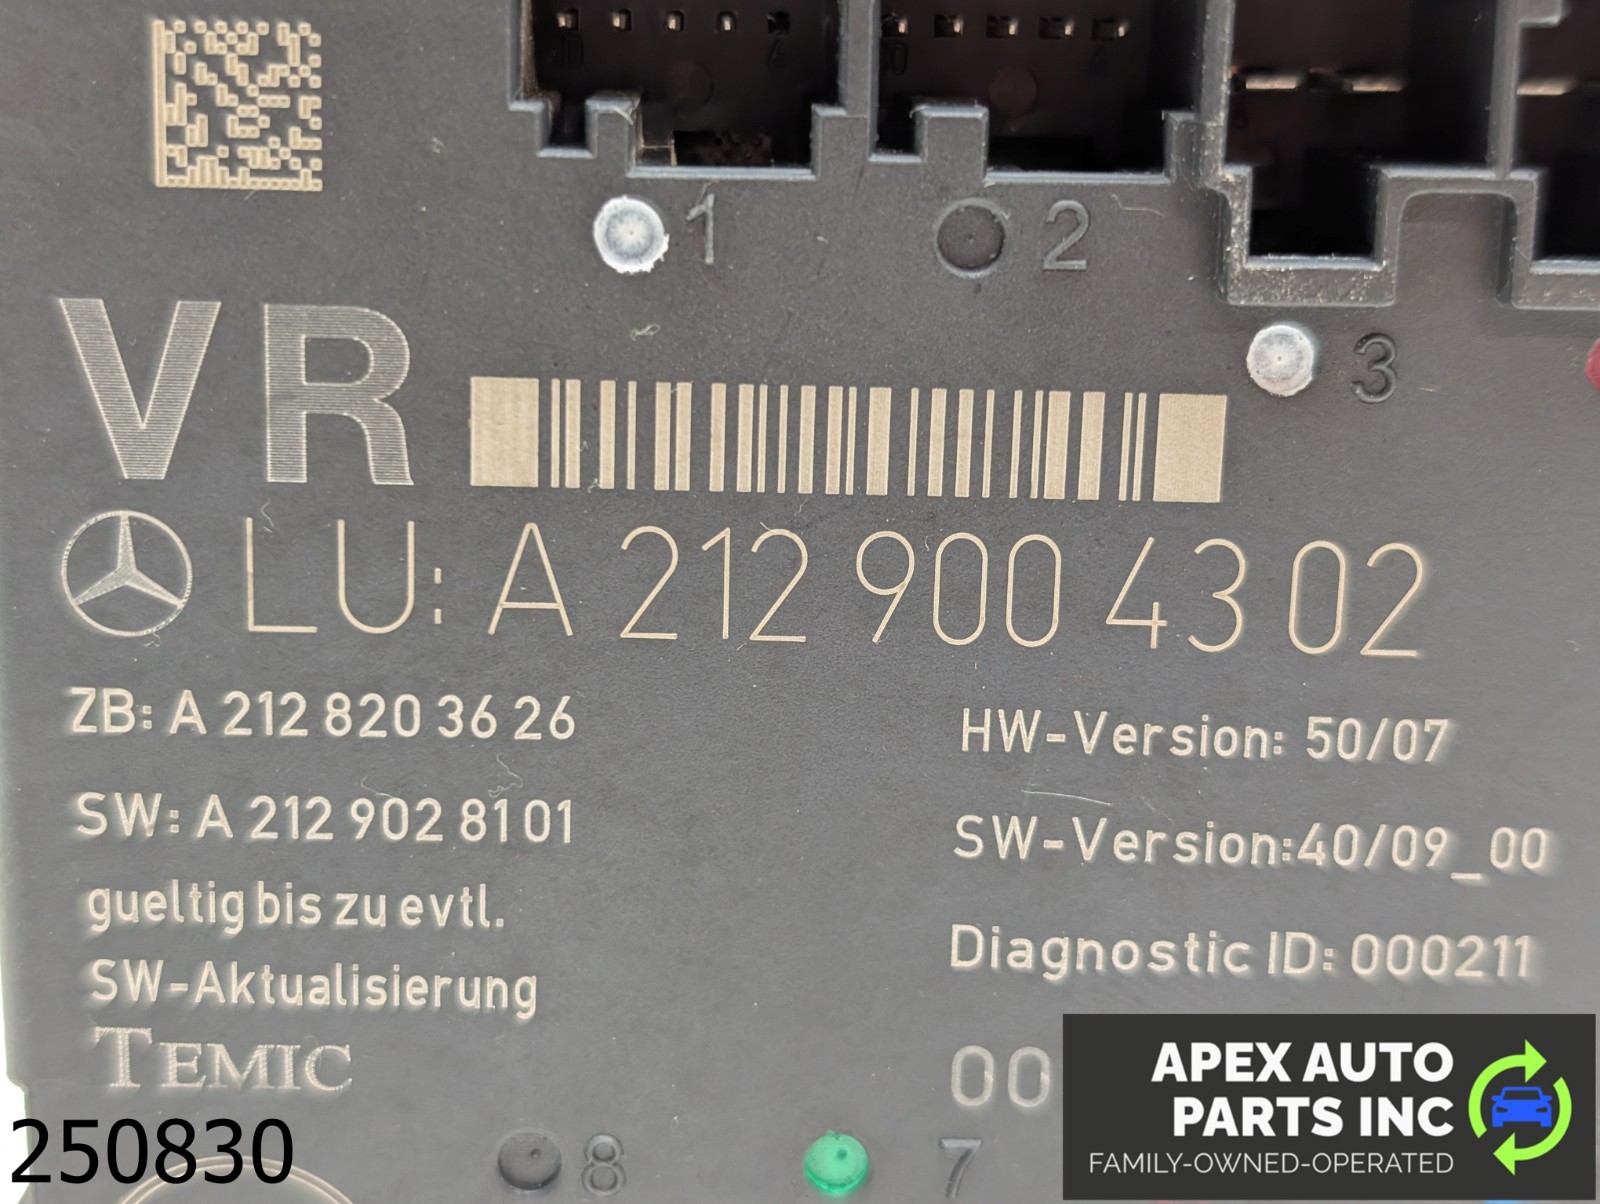 1
2
3
VR
LU: A 212 900 43 02
ZB: A 212 820 36 26
HW-Version: 50/07
SW: A 212 902 81 01
SW-Version:40/09_00
gueltig bis zu evtl.
SW-Aktualisierung
Diagnostic ID: 000211
TEMIC
00
APEX AUTO
PARTS INC
FAMILY-OWNED-OPERATED
250830
8
7